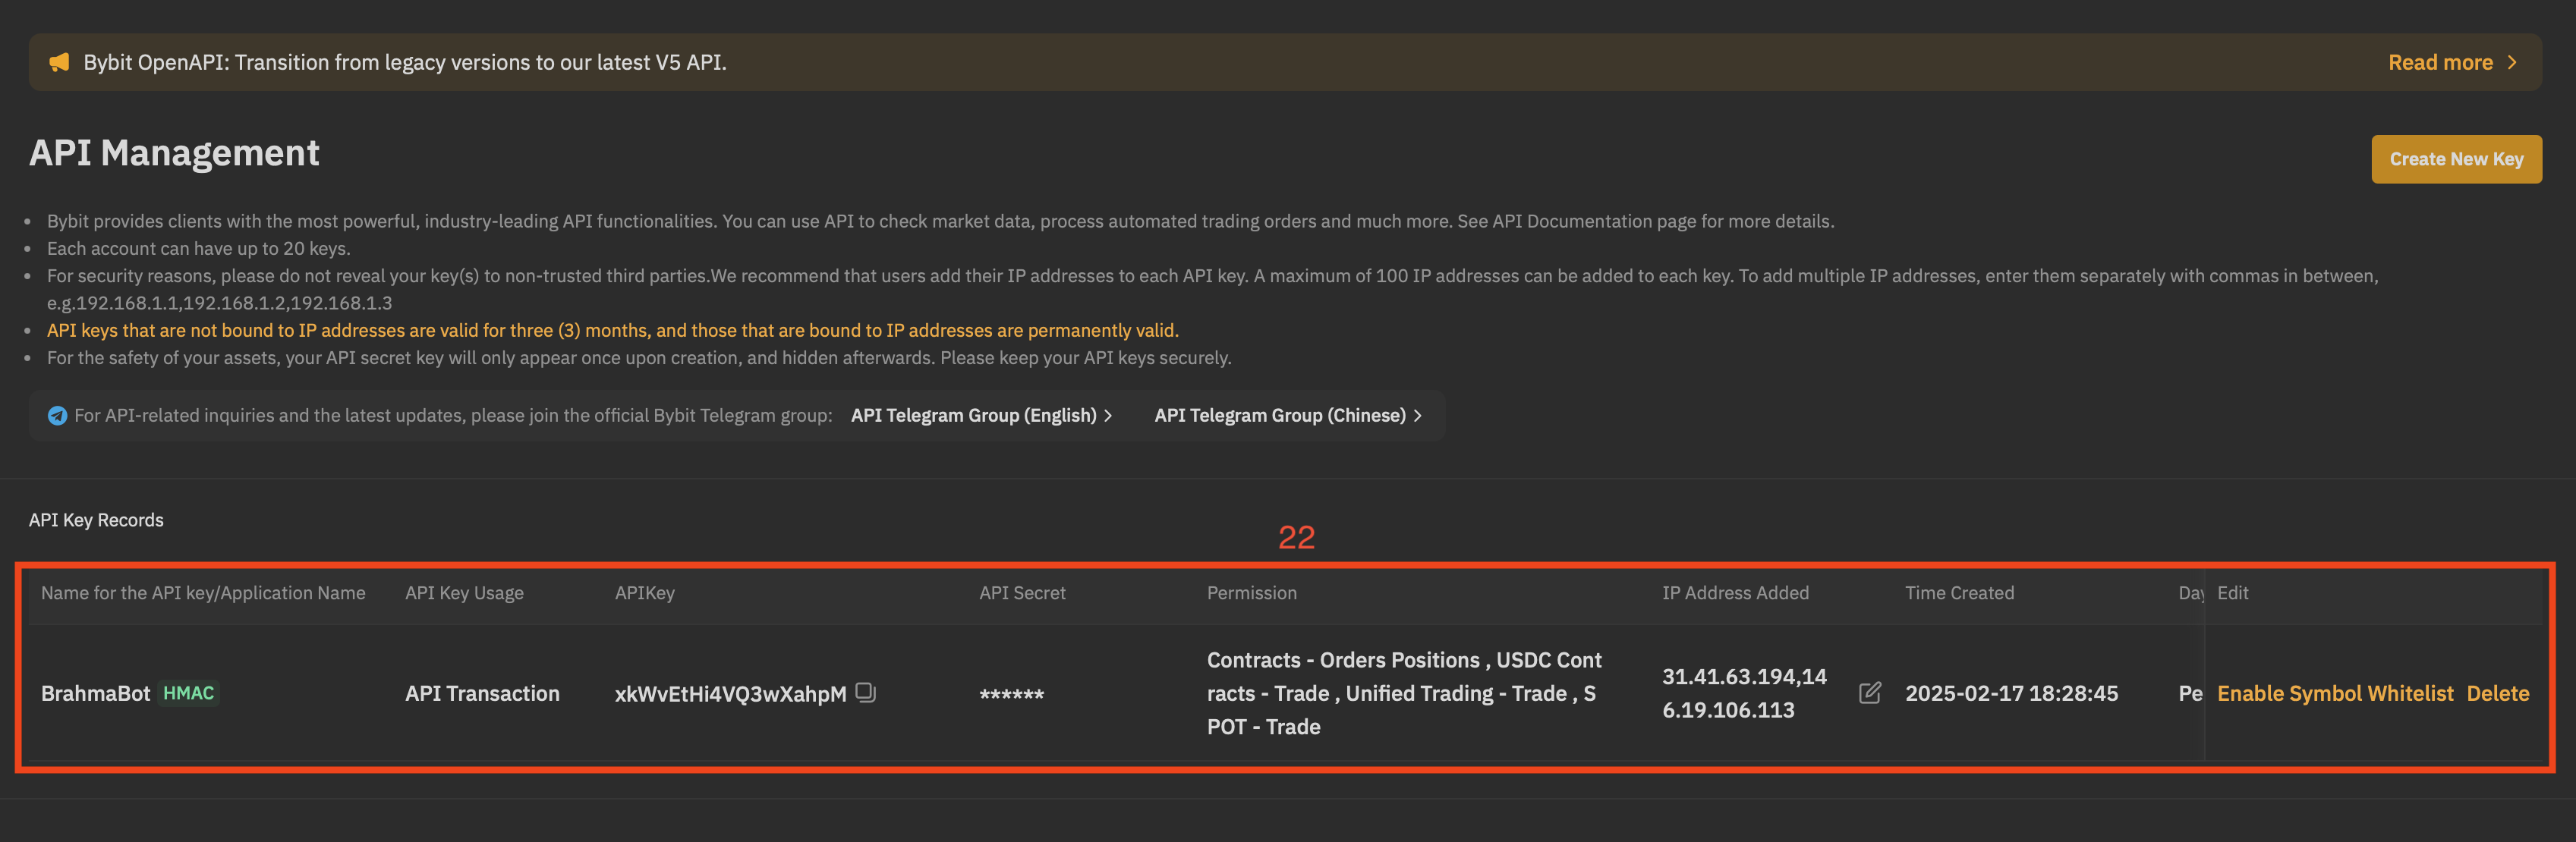 Bybit OpenAPI: Transition from legacy versions to our latest V5 API.
Read more
API Management
Create New Key
Bybit provides clients with the most powerful, industry-leading API functionalities. You can use API to check market data, process automated trading orders and much more. See API Documentation page for more details.
Each account can have up to 20 keys.
For security reasons, please do not reveal your key(s) to non-trusted third parties.We recommend that users add their IP addresses to each API key. A maximum of 100 IP addresses can be added to each key. To add multiple IP addresses, enter them separately with commas in between,
e.g.192.168.1.1,192.168.1.2,192.168.1.3
API keys that are not bound to IP addresses are valid for three (3) months, and those that are bound to IP addresses are permanently valid.
For the safety of your assets, your API secret key will only appear once upon creation, and hidden afterwards. Please keep your API keys securely.
For API-related inquiries and the latest updates, please join the official Bybit Telegram group: API Telegram Group (English) API Telegram Group (Chinese)
API Key Records
22
Name for the API key/Application Name API Key Usage APIKey API Secret Permission IP Address Added Time Created Day Edit
BrahmaBot HMAC API Transaction xkWvEtHi4VQ3wXahpM ******
Contracts - Orders Positions , USDC Cont
racts - Trade , Unified Trading - Trade , S
POT - Trade
31.41.63.194,14
6.19.106.113
2025-02-17 18:28:45 Pe Enable Symbol Whitelist Delete